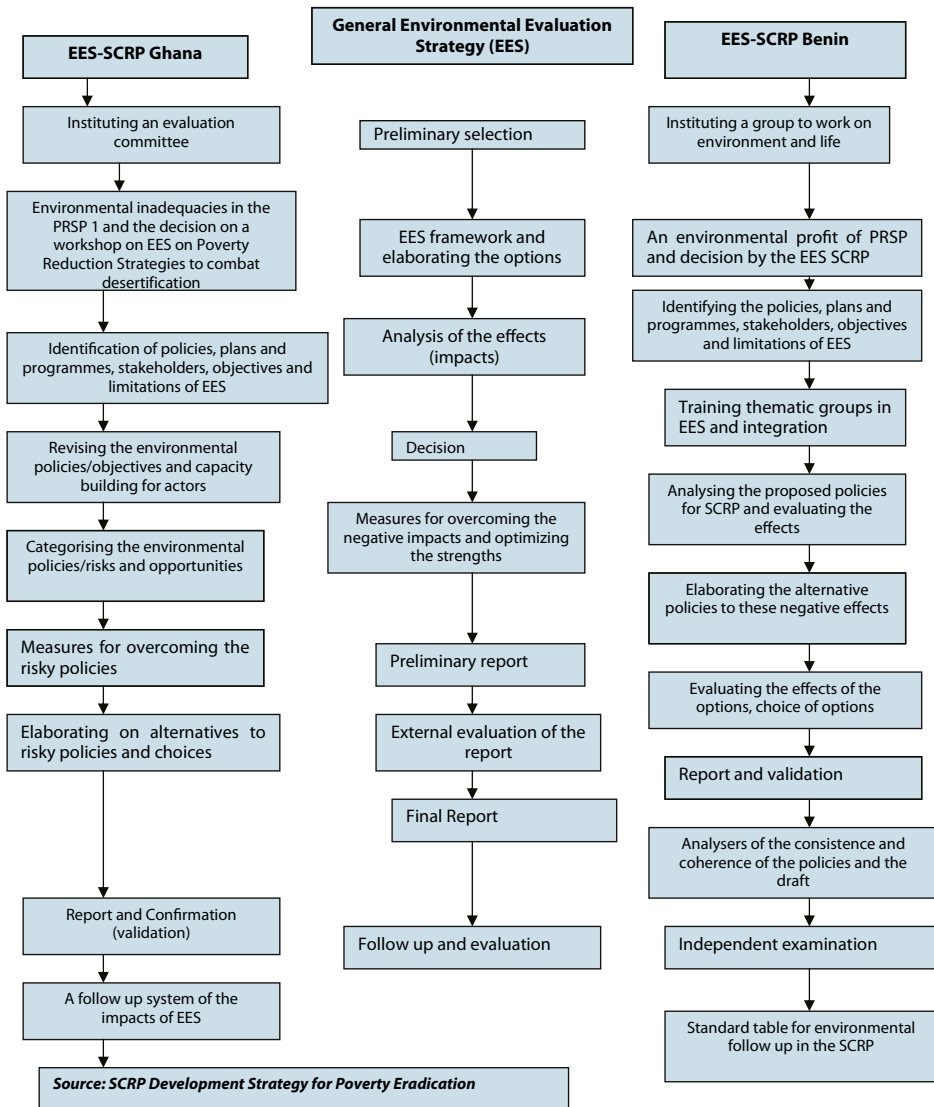 EES-SCRP Ghana
Instituting an evaluation
committee
Environmental inadequacies in the
PRSP 1 and the decision on a
workshop on EES on Poverty
Reduction Strategies to combat
desertification
Identification of policies, plans and
programmes, stakeholders, objectives and
limitations of EES
Revising the environmental
policies/objectives and capacity
building for actors
Categorising the environmental
policies/risks and opportunities
Measures for overcoming the
risky policies
Elaborating on alternatives to
risky policies and choices
Report and Confirmation
(validation)
A follow up system of the
impacts of EES
Source: SCRP Development Strategy for Poverty Eradication
General Environmental Evaluation
Strategy (EES)
Preliminary selection
EES framework and
elaborating the options
Analysis of the effects
(impacts)
Decision
Measures for overcoming the
negative impacts and optimizing
the strengths
Preliminary report
External evaluation of the
report
Final Report
Follow up and evaluation
EES-SCRP Benin
Instituting a group to work on
environment and life
An environmental profit of PRSP
and decision by the EES SCRP
Identifying the policies, plans and
programmes, stakeholders, objectives
and limitations of EES
Training thematic groups in
EES and integration
Analysing the proposed policies
for SCRP and evaluating the
effects
Elaborating the alternative
policies to these negative effects
Evaluating the effects of the
options, choice of options
Report and validation
Analysers of the consistence and
coherence of the policies and the
draft
Independent examination
Standard table for environmental
follow up in the SCRP